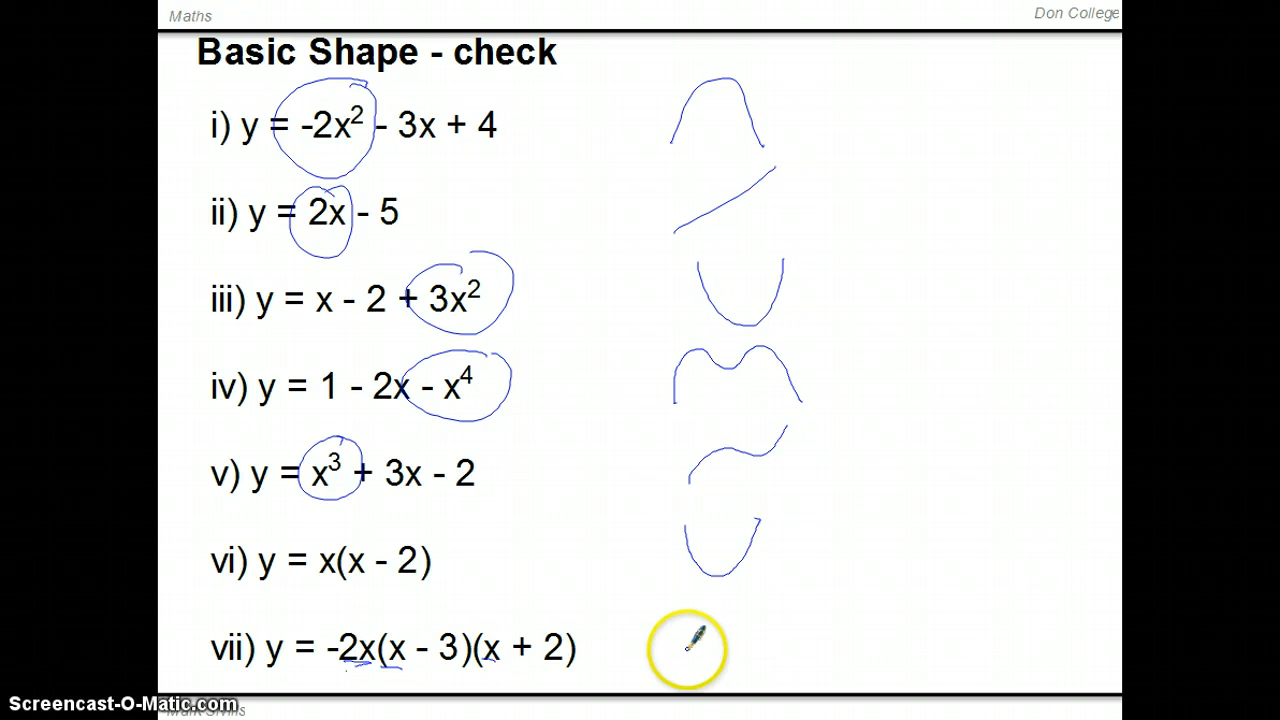 Maths
Don College
Basic Shape - check
i) y = -2x² - 3x + 4
ii) y = 2x - 5
iii) y = x - 2 + 3x²
iv) y = 1 - 2x - x⁴
v) y = x³ + 3x - 2
vi) y = x(x - 2)
vii) y = -2x(x - 3)(x + 2)
Screencast-O-Matic.com